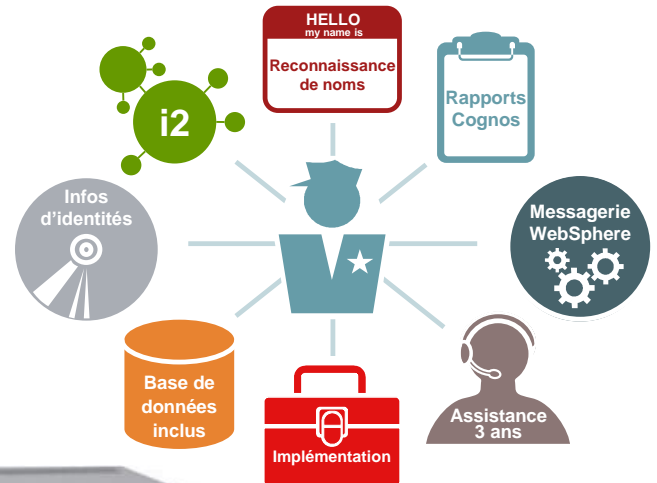 HELLO
my name is
Reconnaissance
de noms
i2
Rapports
Cognos
Infos
d'identités
Messagerie
WebSphere
Base de
données
inclus
Implémentation
Assistance
3 ans